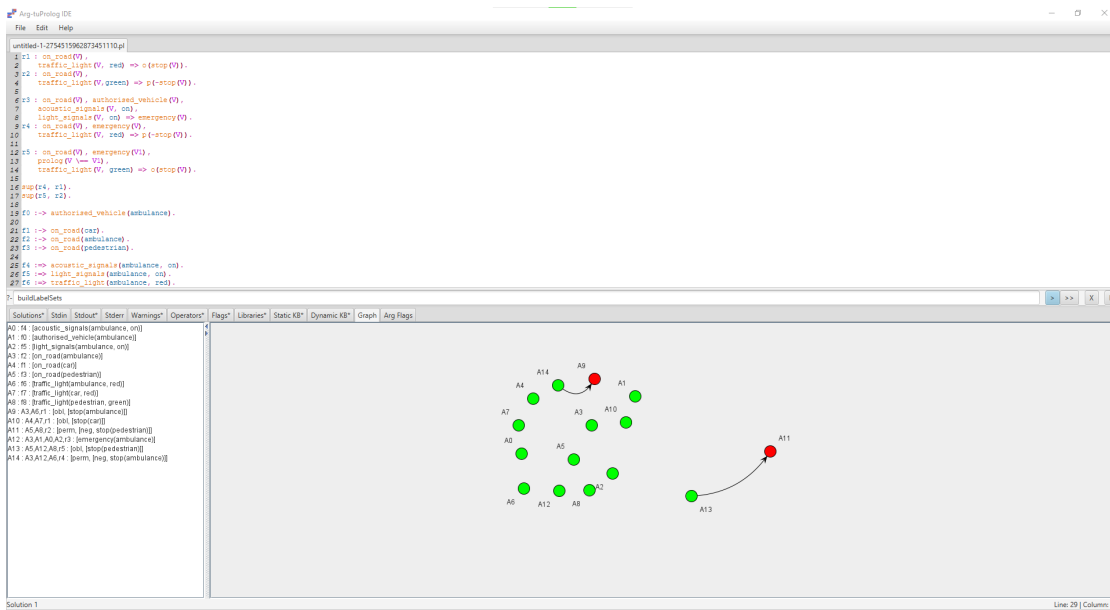 Arg-tuProlog IDE
File Edit Help
untitled-1-2754515962873451110.pl
1 r1 : on_road(V),
2 traffic_light(V, red) => o(stop(V)).
3 r2 : on_road(V),
4 traffic_light(V,green) => p(-stop(V)).
5
6 r3 : on_road(V), authorised_vehicle(V),
7 acoustic_signals(V, on),
8 light_signals(V, on) => emergency(V).
9 r4 : on_road(V), emergency(V),
10 traffic_light(V, red) => p(-stop(V)).
11
12 r5 : on_road(V), emergency(V1),
13 prolog(V \== V1),
14 traffic_light(V, green) => o(stop(V)).
15
16 sup(r4, r1).
17 sup(r5, r2).
18
19 f0 :-> authorised_vehicle(ambulance).
20
21 f1 :-> on_road(car).
22 f2 :-> on_road(ambulance).
23 f3 :-> on_road(pedestrian).
24
25 f4 :=> acoustic_signals(ambulance, on).
26 f5 :=> light_signals(ambulance, on).
27 f6 :=> traffic_light(ambulance, red).
?- buildLabelSets
> >> X
Solutions* Stdin Stdout* Stderr Warnings* Operators* Flags* Libraries* Static KB* Dynamic KB* Graph Arg Flags
A0 : f4 : [acoustic_signals(ambulance, on)]
A1 : f0 : [authorised_vehicle(ambulance)]
A2 : f5 : [light_signals(ambulance, on)]
A3 : f2 : [on_road(ambulance)]
A4 : f1 : [on_road(car)]
A5 : f3 : [on_road(pedestrian)]
A6 : f6 : [traffic_light(ambulance, red)]
A7 : f7 : [traffic_light(car, red)]
A8 : f8 : [traffic_light(pedestrian, green)]
A9 : A3,A6,r1 : [obl, [stop(ambulance)]]
A10 : A4,A7,r1 : [obl, [stop(car)]]
A11 : A5,A8,r2 : [perm, [neg, stop(pedestrian)]]
A12 : A3,A1,A0,A2,r3 : [emergency(ambulance)]
A13 : A5,A12,A8,r5 : [obl, [stop(pedestrian)]]
A14 : A3,A12,A6,r4 : [perm, [neg, stop(ambulance)]]
A9
A14
A4
A1
A7
A3
A10
A0
A5
A11
A2
A6
A12
A8
A13
Solution 1
Line: 29 | Column: